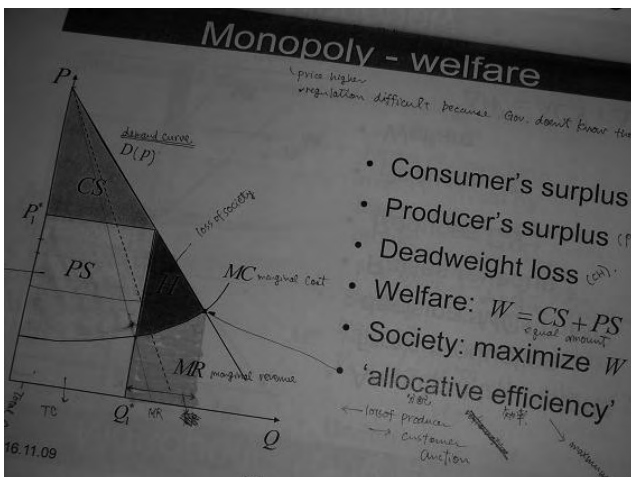 Monopoly - welfare
price higher
regulation difficult because Gov. doesn't know
P
demand curve
D(p)
CS
P₁*
loss of society
PS
H
MC marginal cost
MR marginal revenue
TC
Q₁*
MR
Q
16.11.09
• Consumer's surplus
• Producer's surplus
• Deadweight loss
• Welfare: W = CS + PS
equal amount
• Society: maximize W
• 'allocative efficiency'
← loss of producer
→ customer
auction